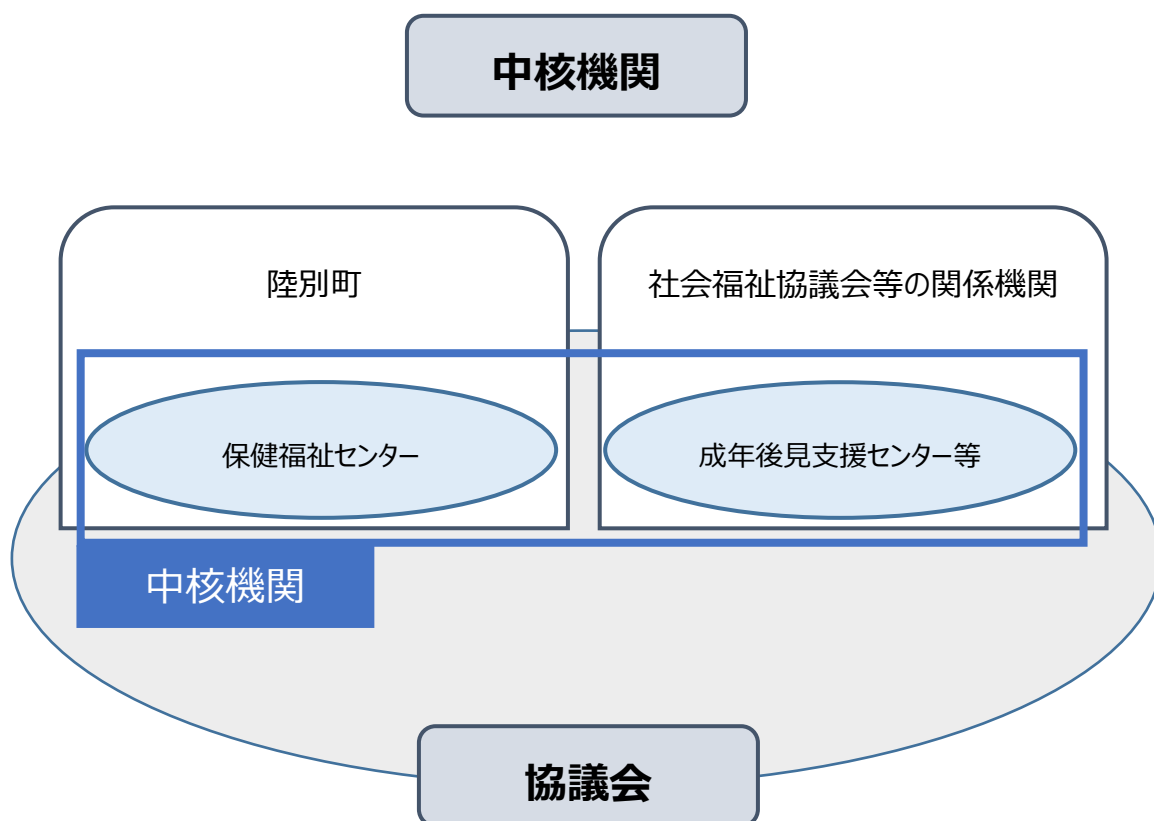 中核機関
陸別町
社会福祉協議会等の関係機関
保健福祉センター
成年後見支援センター等
中核機関
協議会